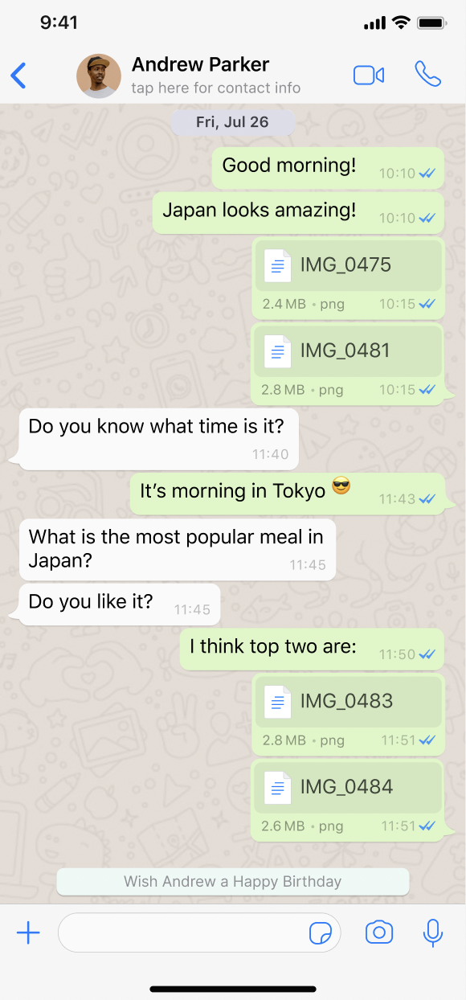 9:41
Andrew Parker
tap here for contact info
Fri, Jul 26
Good morning! 10:10
Japan looks amazing! 10:10
IMG_0475
2.4 MB • png 10:15
IMG_0481
2.8 MB • png 10:15
Do you know what time is it?
11:40
It’s morning in Tokyo 😎 11:43
What is the most popular meal in
Japan? 11:45
Do you like it? 11:45
I think top two are: 11:50
IMG_0483
2.8 MB • png 11:51
IMG_0484
2.6 MB • png 11:51
Wish Andrew a Happy Birthday